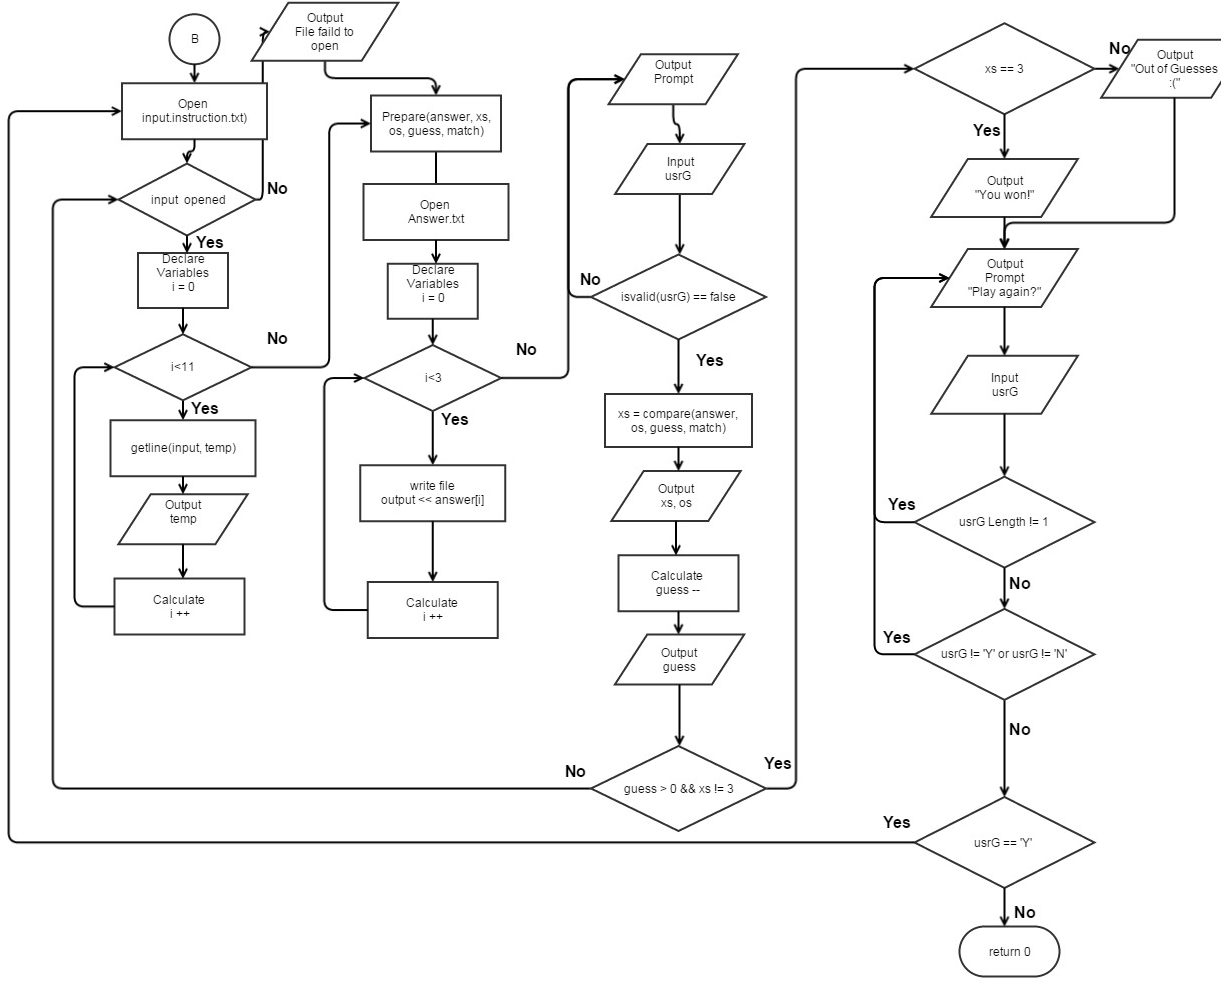 B
Open
input.instruction.txt)
input  opened
No
Yes
Declare
Variables
i = 0
i<11
No
Yes
getline(input, temp)
Output
temp
Calculate
i ++
Output
File faild to
open
Prepare(answer, xs,
os, guess, match)
Open
Answer.txt
Declare
Variables
i = 0
i<3
No
Yes
write file
output << answer[i]
Calculate
i ++
Output
Prompt
Input
usrG
isvalid(usrG) == false
No
Yes
xs = compare(answer,
os, guess, match)
Output
xs, os
Calculate
guess --
Output
guess
guess > 0 && xs != 3
No
Yes
xs == 3
No
Output
"Out of Guesses
:("
Yes
Output
"You won!"
Output
Prompt
"Play again?"
Input
usrG
usrG Length != 1
Yes
No
usrG != 'Y' or usrG != 'N'
Yes
No
usrG == 'Y'
Yes
No
return 0